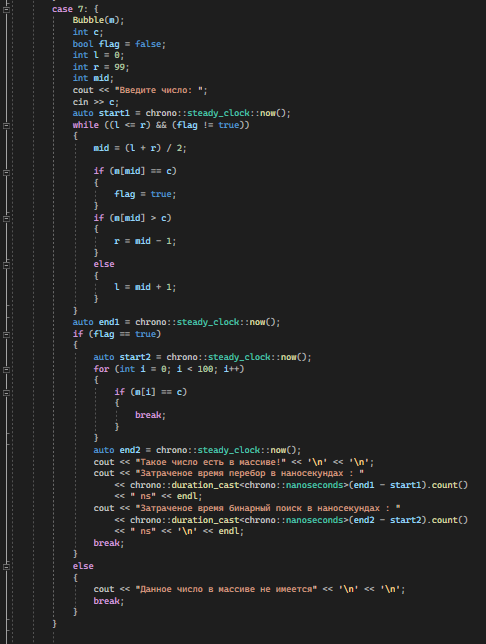 case 7: {
Bubble(m);
int c;
bool flag = false;
int l = 0;
int r = 99;
int mid;
cout << "Введите число: ";
cin >> c;
auto start1 = chrono::steady_clock::now();
while ((l <= r) && (flag != true))
{
mid = (l + r) / 2;
if (m[mid] == c)
{
flag = true;
}
if (m[mid] > c)
{
r = mid - 1;
}
else
{
l = mid + 1;
}
}
auto end1 = chrono::steady_clock::now();
if (flag == true)
{
auto start2 = chrono::steady_clock::now();
for (int i = 0; i < 100; i++)
{
if (m[i] == c)
{
break;
}
}
auto end2 = chrono::steady_clock::now();
cout << "Такое число есть в массиве!" << '\n' << '\n';
cout << "Затраченое время перебор в наносекундах : "
<< chrono::duration_cast<chrono::nanoseconds>(end1 - start1).count()
<< " ns" << endl;
cout << "Затраченое время бинарный поиск в наносекундах : "
<< chrono::duration_cast<chrono::nanoseconds>(end2 - start2).count()
<< " ns" << '\n' << endl;
break;
}
else
{
cout << "Данное число в массиве не имеется" << '\n' << '\n';
break;
}
}